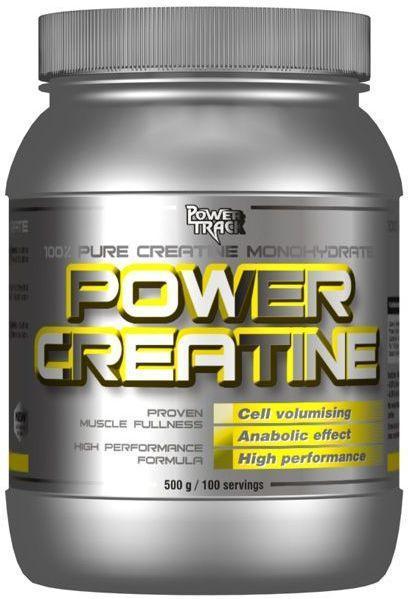 POWER
TRACK
100% PURE CREATINE MONOHYDRATE
POWER
CREATINE
PROVEN
MUSCLE FULLNESS
HIGH PERFORMANCE
FORMULA
Cell volumising
Anabolic effect
High performance
500 g / 100 servings
NEW